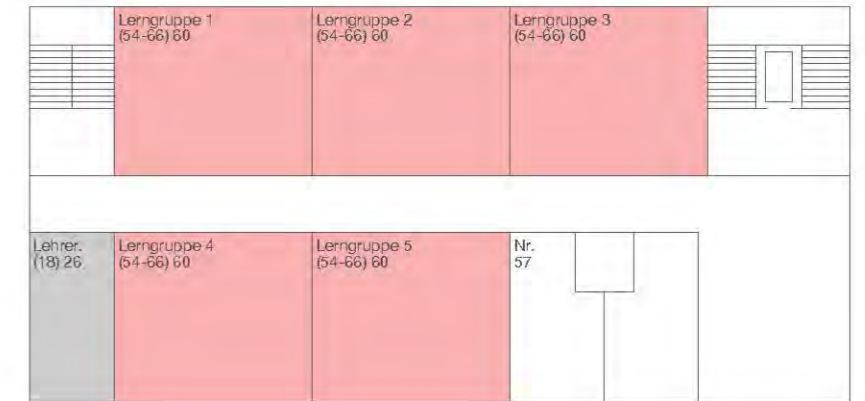 Lerngruppe 1
(54-66) 60
Lerngruppe 2
(54-66) 60
Lerngruppe 3
(54-66) 60
Lehrer.
(18) 26
Lerngruppe 4
(54-66) 60
Lerngruppe 5
(54-66) 60
Nr.
57